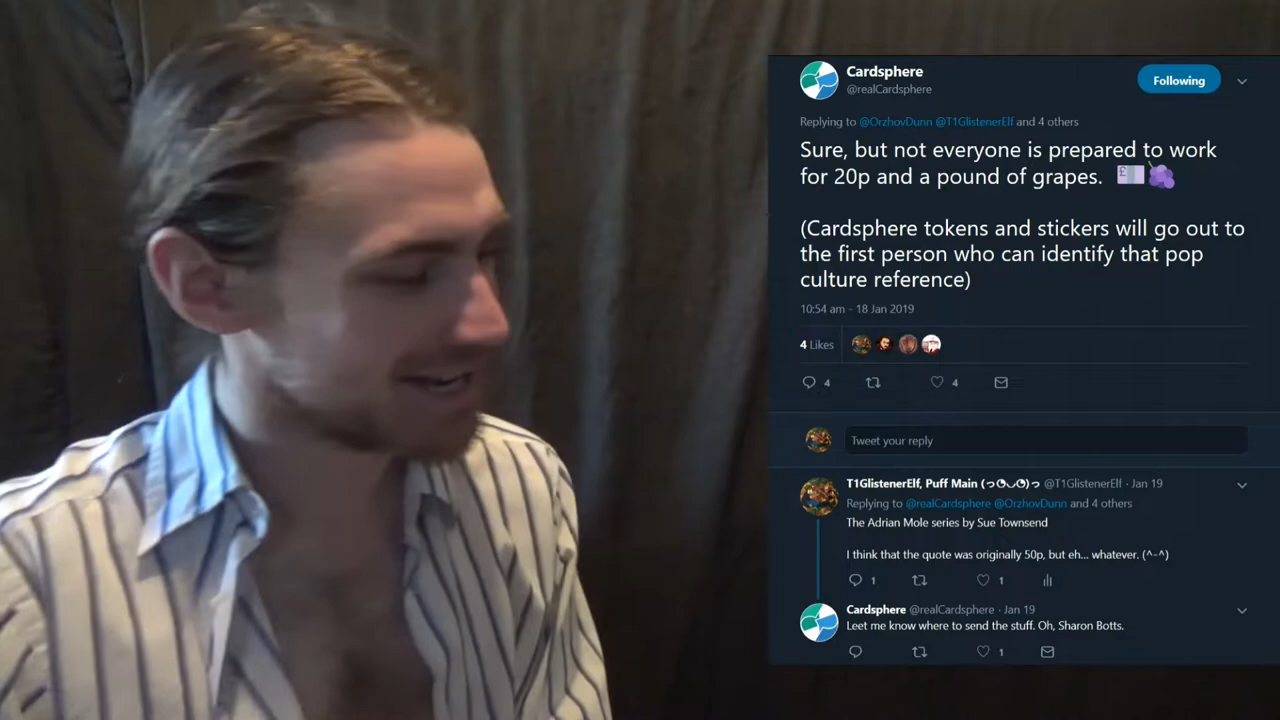 Cardsphere
@realCardsphere
Following
Replying to @OrzhovDunn @T1GlistenerElf and 4 others
Sure, but not everyone is prepared to work
for 20p and a pound of grapes. 💷🍇
(Cardsphere tokens and stickers will go out to
the first person who can identify that pop
culture reference)
10:54 am - 18 Jan 2019
4 Likes
4
4
Tweet your reply
T1GlistenerElf, Puff Main (っ◔◡◔)っ @T1GlistenerElf · Jan 19
Replying to @realCardsphere @OrzhovDunn and 4 others
The Adrian Mole series by Sue Townsend
I think that the quote was originally 50p, but eh... whatever. (^-^)
1
1
Cardsphere @realCardsphere · Jan 19
Leet me know where to send the stuff. Oh, Sharon Botts.
1